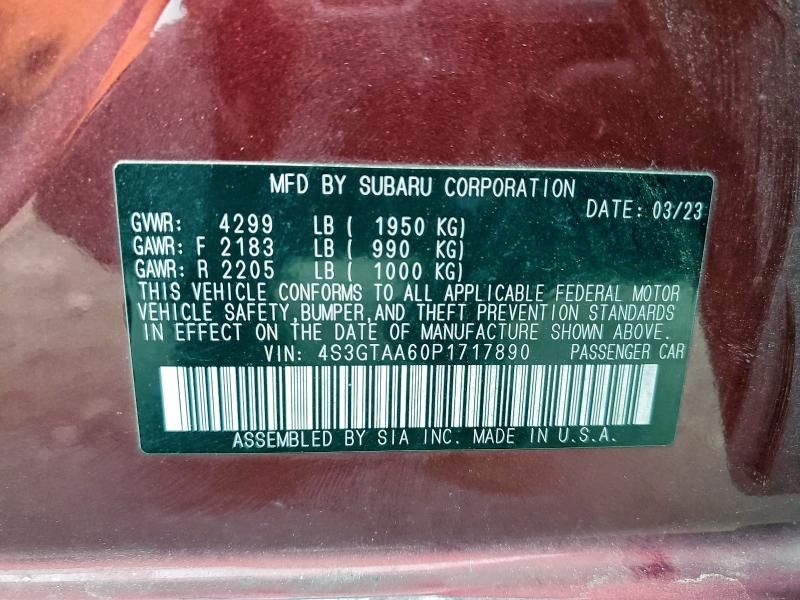 MFD BY SUBARU CORPORATION
DATE: 03/23
GVWR: 4299 LB ( 1950 KG)
GAWR: F 2183 LB ( 990 KG)
GAWR: R 2205 LB ( 1000 KG)
THIS VEHICLE CONFORMS TO ALL APPLICABLE FEDERAL MOTOR
VEHICLE SAFETY,BUMPER,AND THEFT PREVENTION STANDARDS
IN EFFECT ON THE DATE OF MANUFACTURE SHOWN ABOVE.
VIN: 4S3GTAA60P1717890 PASSENGER CAR
ASSEMBLED BY SIA INC. MADE IN U.S.A.